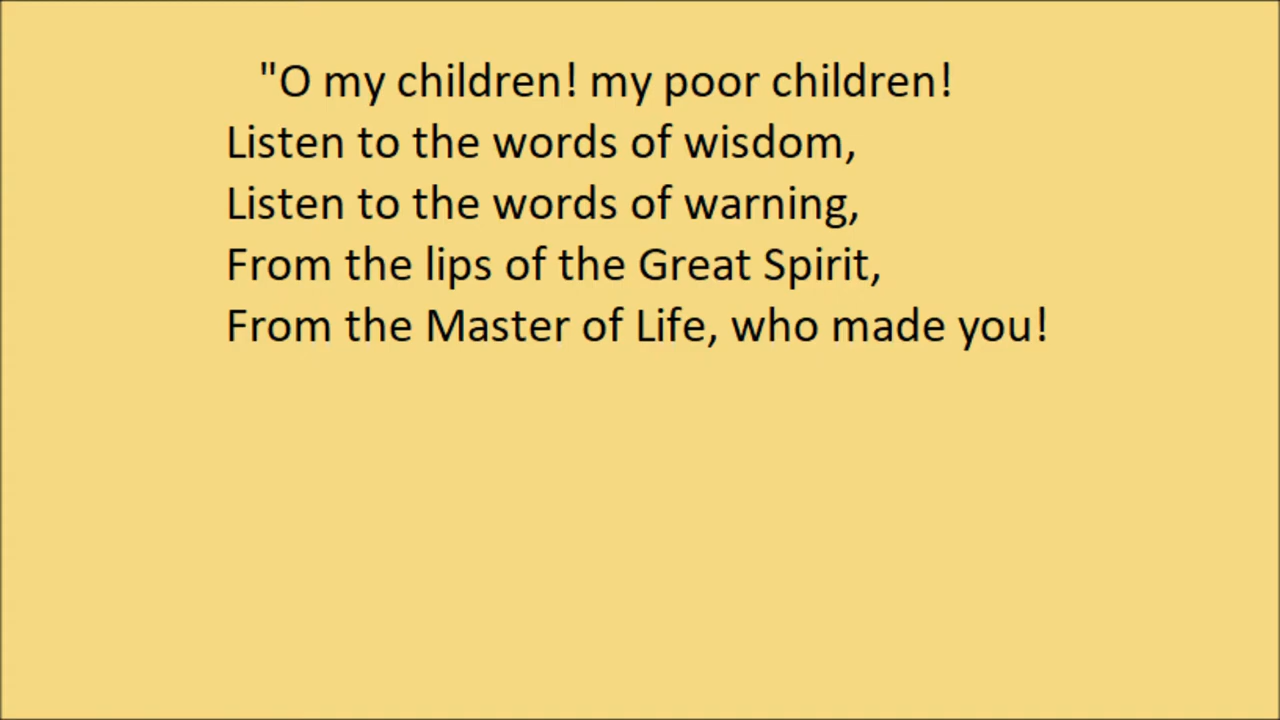 "O my children! my poor children!
Listen to the words of wisdom,
Listen to the words of warning,
From the lips of the Great Spirit,
From the Master of Life, who made you!